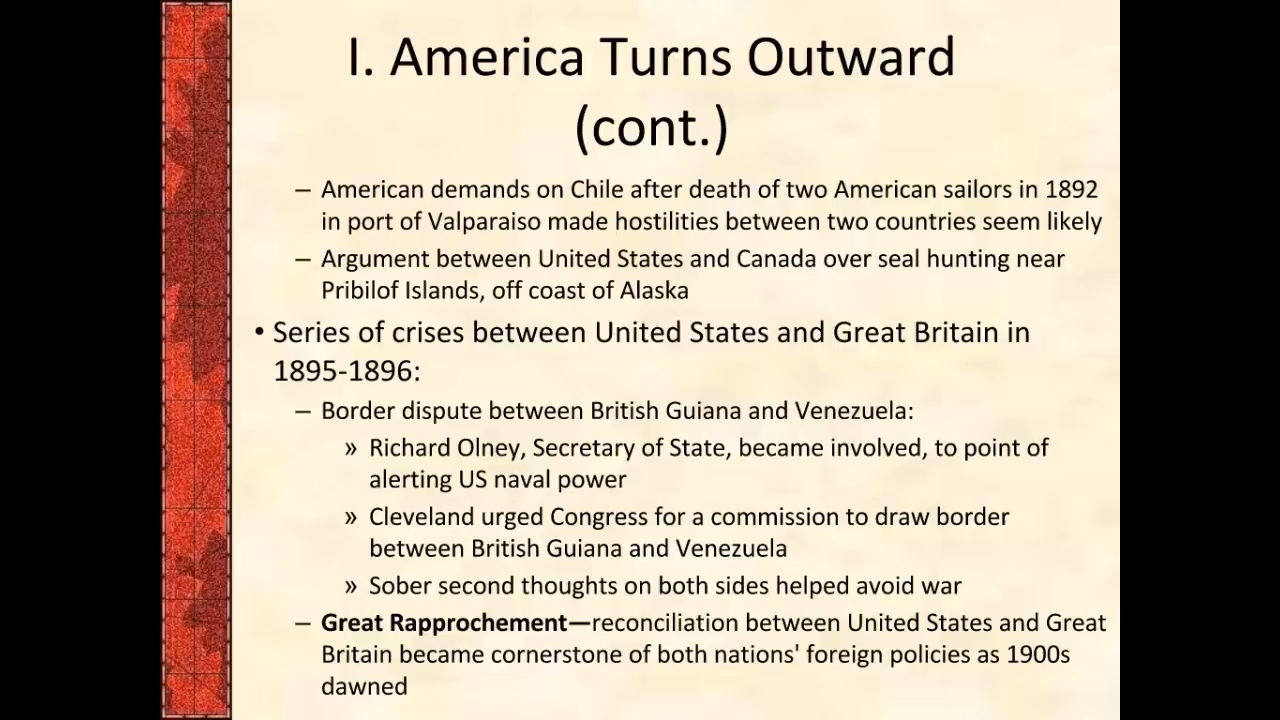 I. America Turns Outward
(cont.)
– American demands on Chile after death of two American sailors in 1892
in port of Valparaiso made hostilities between two countries seem likely
– Argument between United States and Canada over seal hunting near
Pribilof Islands, off coast of Alaska
• Series of crises between United States and Great Britain in
1895-1896:
– Border dispute between British Guiana and Venezuela:
» Richard Olney, Secretary of State, became involved, to point of
alerting US naval power
» Cleveland urged Congress for a commission to draw border
between British Guiana and Venezuela
» Sober second thoughts on both sides helped avoid war
– Great Rapprochement—reconciliation between United States and Great
Britain became cornerstone of both nations' foreign policies as 1900s
dawned